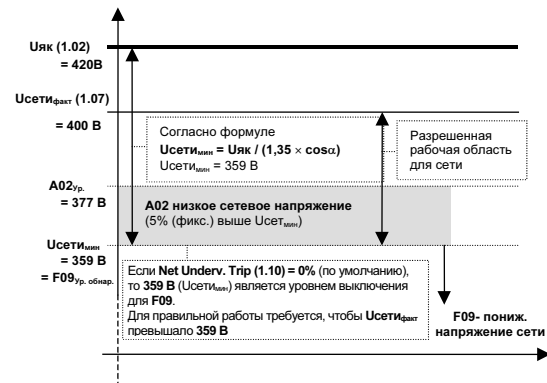 Uяк (1.02)
= 420В
Uсетифакт (1.07)
= 400 В
Согласно формуле
Uсетимин = Uяк / (1,35 × cosα)
Uсетимин = 359 В
Разрешенная
рабочая область
для сети
A02Ур.
= 377 В
A02 низкое сетевое напряжение
(5% (фикс.) выше Uсетмин)
Uсетимин
= 359 В
= F09Ур. обнар.
Если Net Underv. Trip (1.10) = 0% (по умолчанию),
то 359 В (Uсетимин) является уровнем выключения
для F09.
Для правильной работы требуется, чтобы Uсетифакт
превышало 359 В
F09- пониж.
напряжение сети